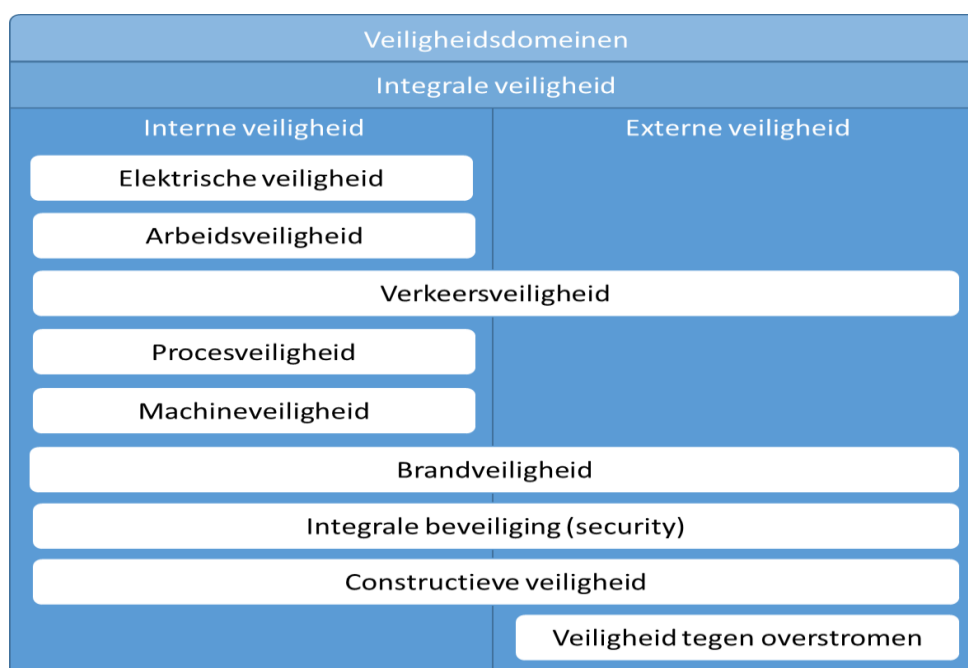 Veiligheidsdomeinen
Integrale veiligheid
Interne veiligheid
Externe veiligheid
Elektrische veiligheid
Arbeidsveiligheid
Verkeersveiligheid
Procesveiligheid
Machineveiligheid
Brandveiligheid
Integrale beveiliging (security)
Constructieve veiligheid
Veiligheid tegen overstromen